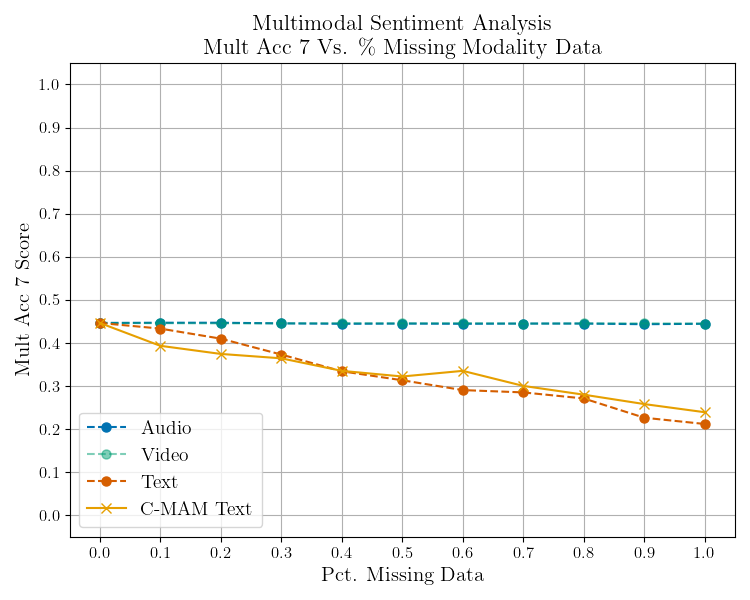 Multimodal Sentiment Analysis
Mult Acc 7 Vs. % Missing Modality Data
Mult Acc 7 Score
1.0
0.9
0.8
0.7
0.6
0.5
0.4
0.3
0.2
0.1
0.0
Audio
Video
Text
C-MAM Text
0.0 0.1 0.2 0.3 0.4 0.5 0.6 0.7 0.8 0.9 1.0
Pct. Missing Data